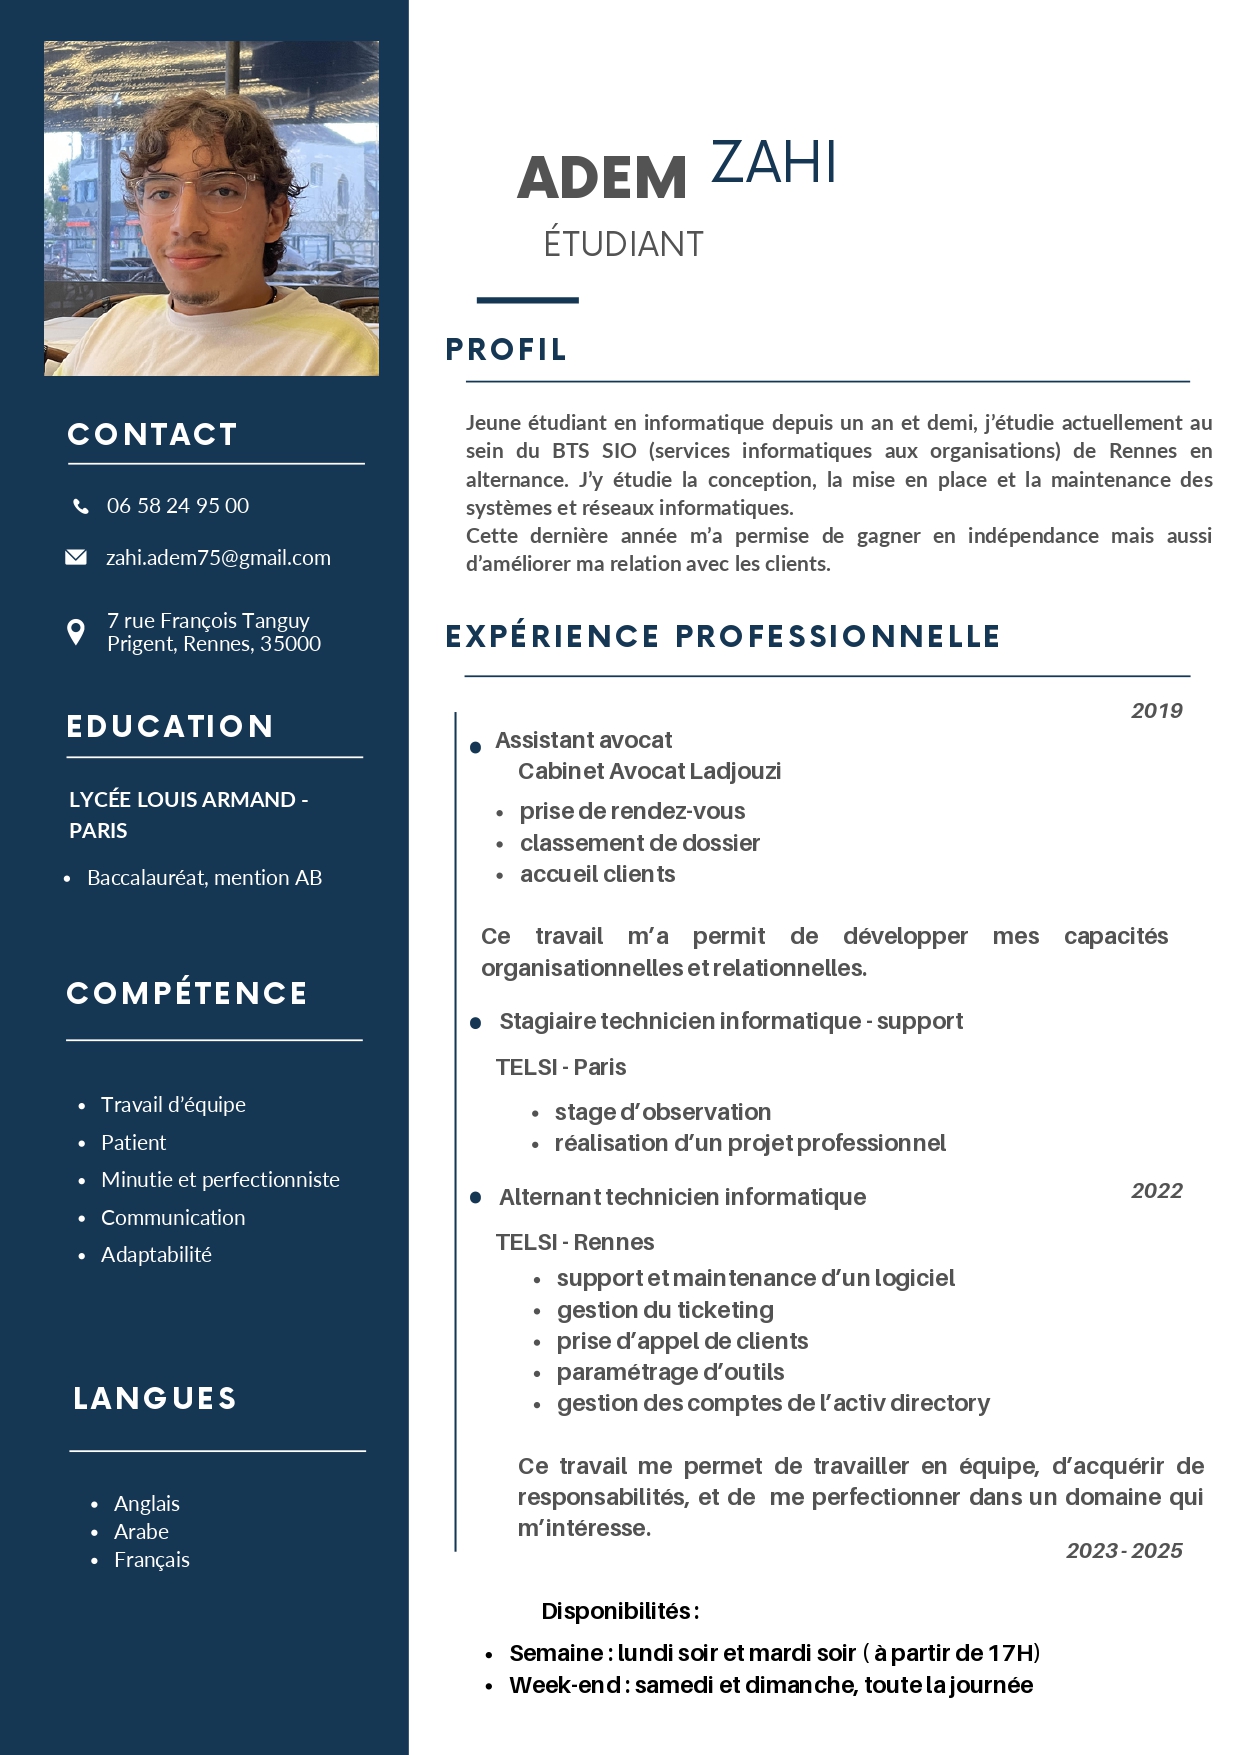 ADEM ZAHI
ÉTUDIANT
CONTACT
06 58 24 95 00
zahi.adem75@gmail.com
7 rue François Tanguy
Prigent, Rennes, 35000
EDUCATION
LYCÉE LOUIS ARMAND -
PARIS
• Baccalauréat, mention AB
COMPÉTENCE
• Travail d’équipe
• Patient
• Minutie et perfectionniste
• Communication
• Adaptabilité
LANGUES
• Anglais
• Arabe
• Français
PROFIL
Jeune étudiant en informatique depuis un an et demi, j’étudie actuellement au
sein du BTS SIO (services informatiques aux organisations) de Rennes en
alternance. J’y étudie la conception, la mise en place et la maintenance des
systèmes et réseaux informatiques.
Cette dernière année m’a permise de gagner en indépendance mais aussi
d’améliorer ma relation avec les clients.
EXPÉRIENCE PROFESSIONNELLE
2019
Assistant avocat
Cabinet Avocat Ladjouzi
• prise de rendez-vous
• classement de dossier
• accueil clients
Ce travail m’a permit de développer mes capacités
organisationnelles et relationnelles.
Stagiaire technicien informatique - support
TELSI - Paris
• stage d’observation
• réalisation d’un projet professionnel
2022
Alternant technicien informatique
TELSI - Rennes
• support et maintenance d’un logiciel
• gestion du ticketing
• prise d’appel de clients
• paramétrage d’outils
• gestion des comptes de l’activ directory
Ce travail me permet de travailler en équipe, d’acquérir de
responsabilités, et de me perfectionner dans un domaine qui
m’intéresse.
2023 - 2025
Disponibilités :
• Semaine : lundi soir et mardi soir ( à partir de 17H)
• Week-end : samedi et dimanche, toute la journée